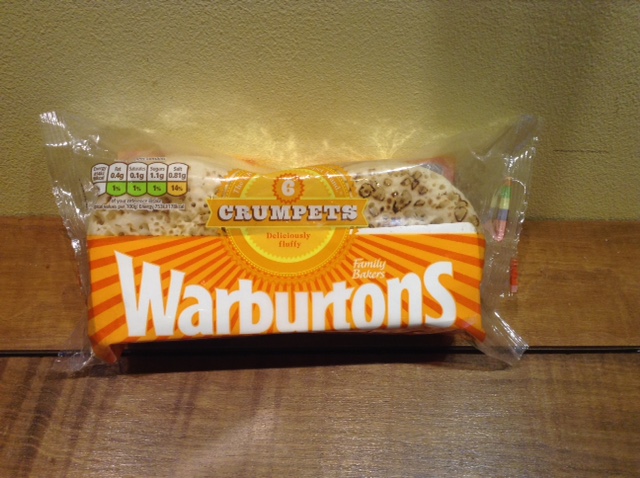 Fat Saturates Sugars Salt
0.4g 0.1g 1.1g 0.81g
1% 1% 1% 14%
6
CRUMPETS
Deliciously
fluffy
Family
Bakers
Warburtons